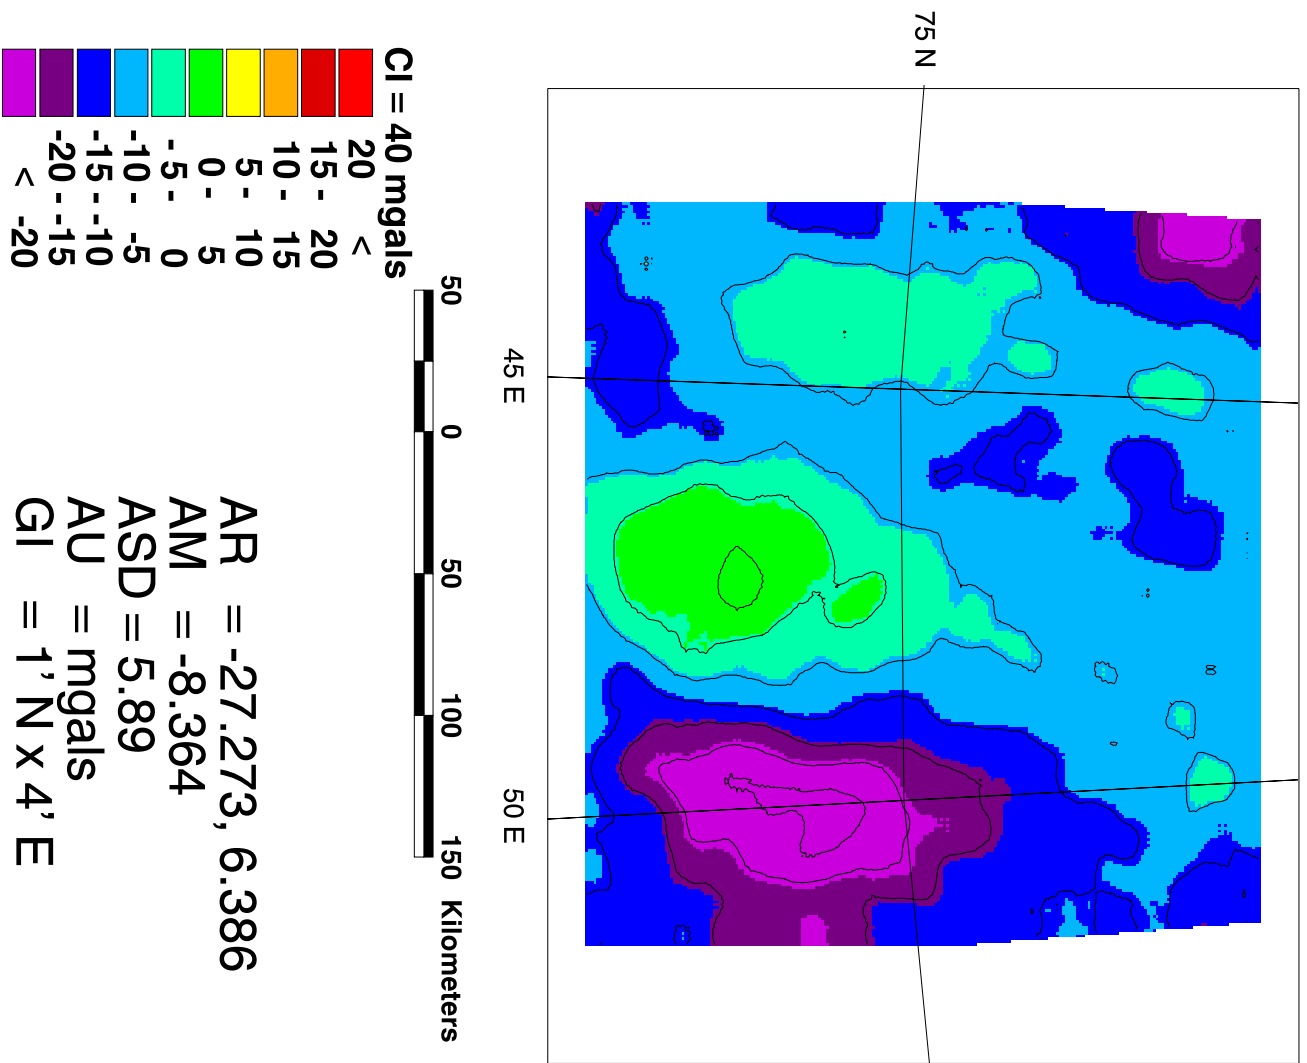 75 N
45 E
50 E
50 0 50 100 150 Kilometers
CI = 40 mgals
20 <
15 - 20
10 - 15
5 - 10
0 - 5
- 5 - 0
-10 - -5
-15 - -10
-20 - -15
< -20
AR = -27.273, 6.386
AM = -8.364
ASD = 5.89
AU = mgals
GI = 1' N x 4' E